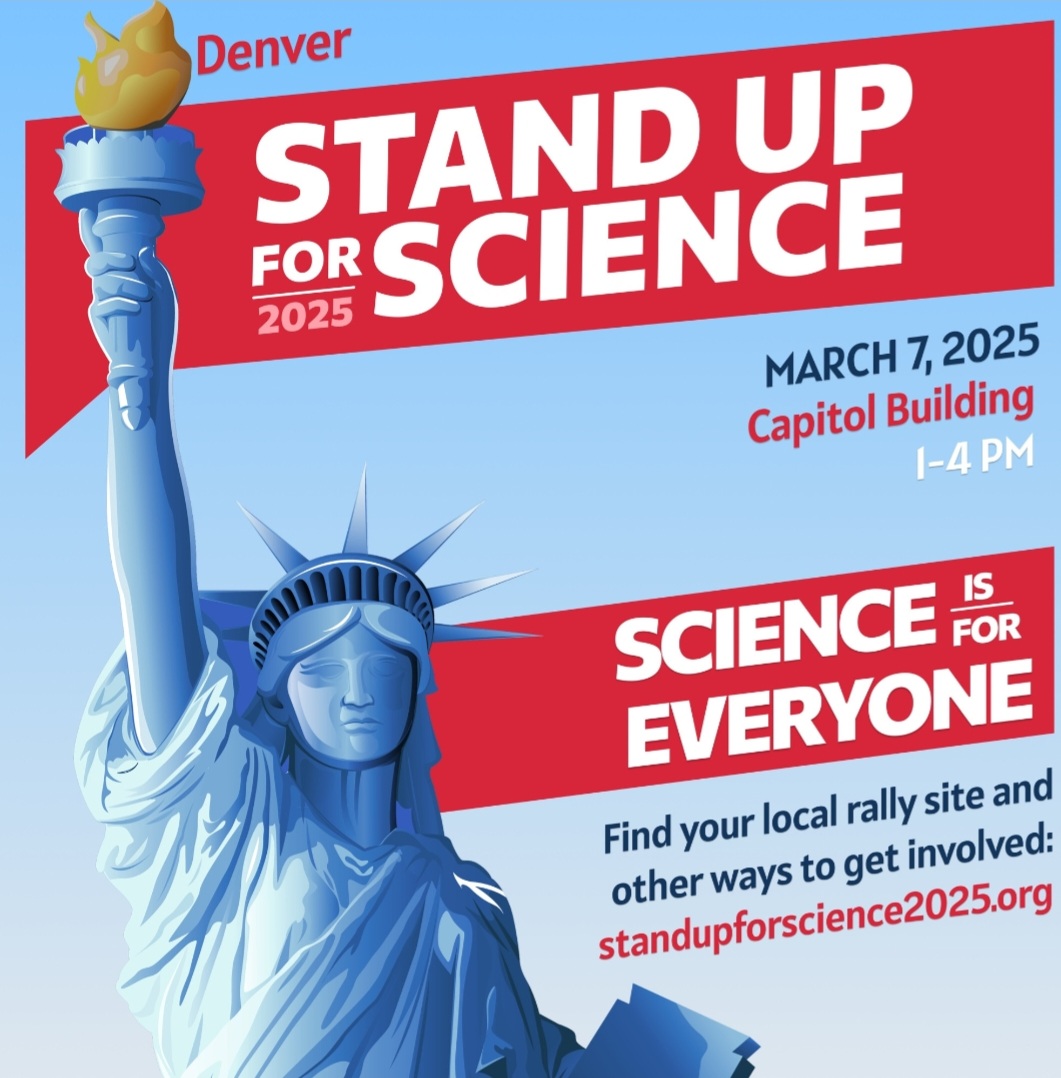 Denver
STAND UP
FOR SCIENCE
2025
MARCH 7, 2025
Capitol Building
1-4 PM
SCIENCE IS
FOR
EVERYONE
Find your local rally site and
other ways to get involved:
standupforscience2025.org